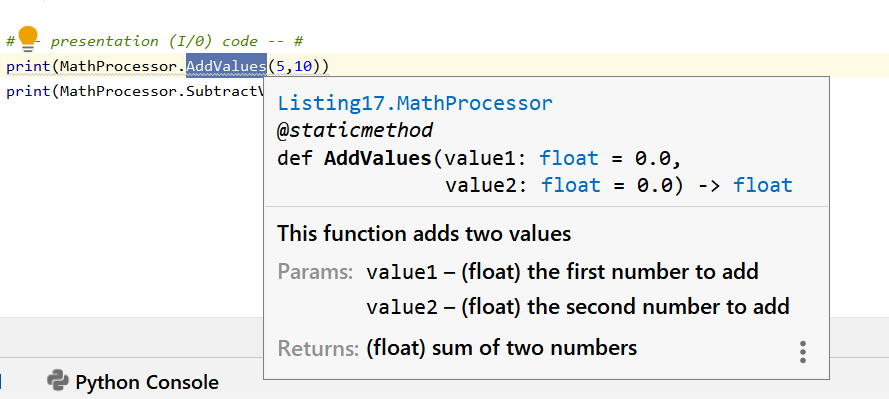 # -- presentation (I/0) code -- #
print(MathProcessor.AddValues(5,10))
print(MathProcessor.SubtractV
Listing17.MathProcessor
@staticmethod
def AddValues(value1: float = 0.0,
value2: float = 0.0) -> float
This function adds two values
Params: value1 – (float) the first number to add
value2 – (float) the second number to add
Returns: (float) sum of two numbers
Python Console